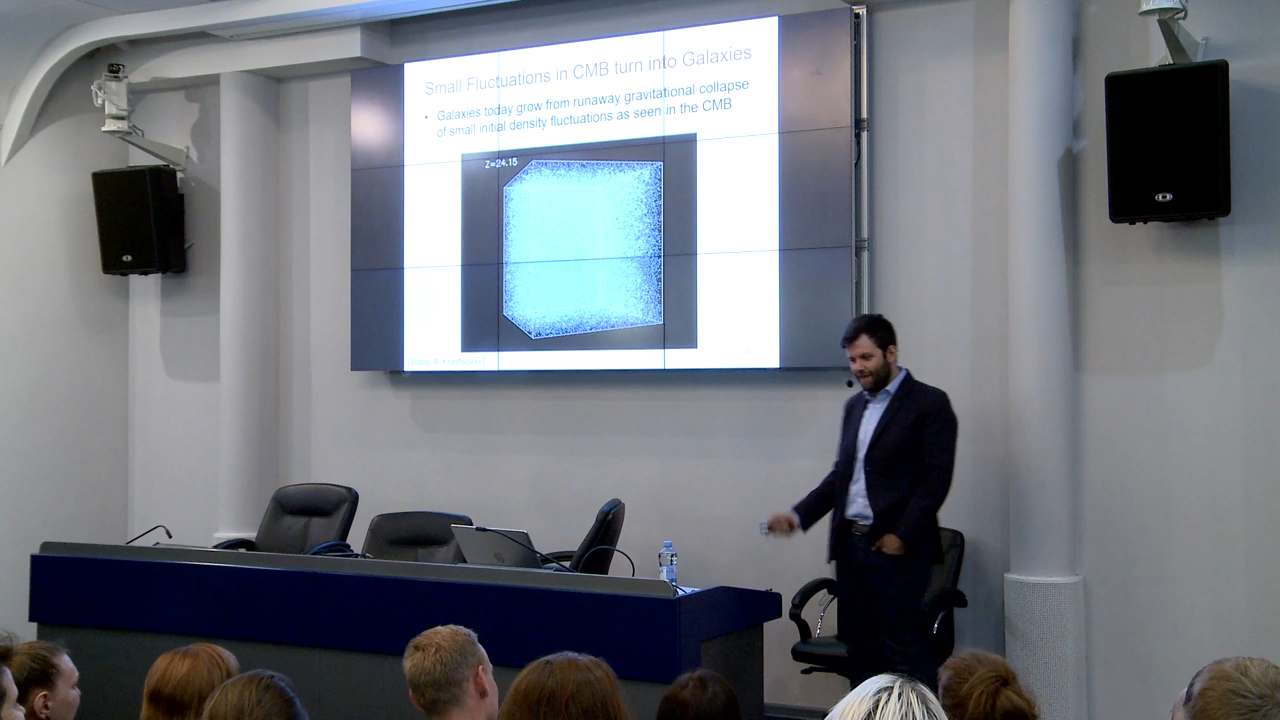 Small Fluctuations in CMB turn into Galaxies
• Galaxies today grow from runaway gravitational collapse
of small initial density fluctuations as seen in the CMB
Z=24.15